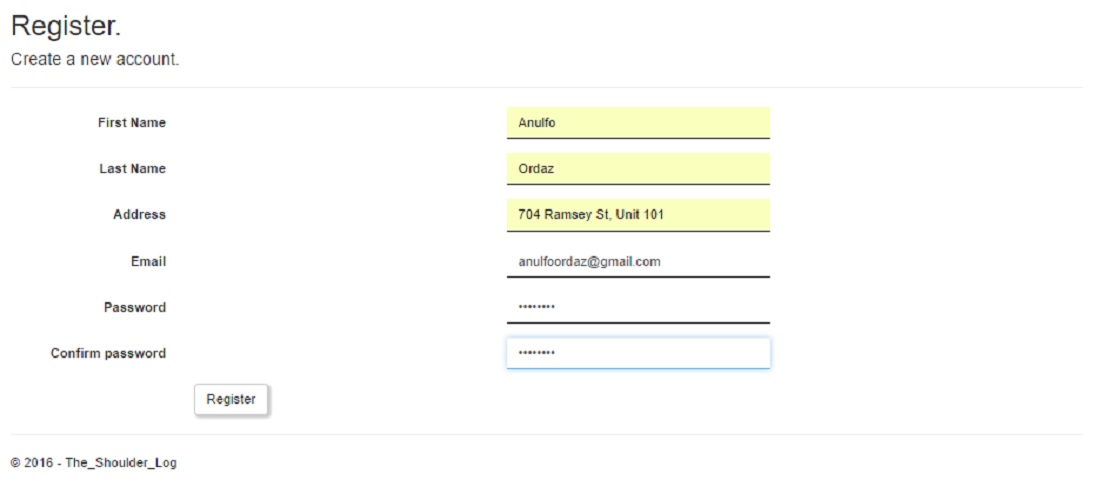 Register.
Create a new account.
First Name Anulfo
Last Name Ordaz
Address 704 Ramsey St, Unit 101
Email anulfoordaz@gmail.com
Password ••••••••
Confirm password ••••••••
Register
© 2016 - The_Shoulder_Log